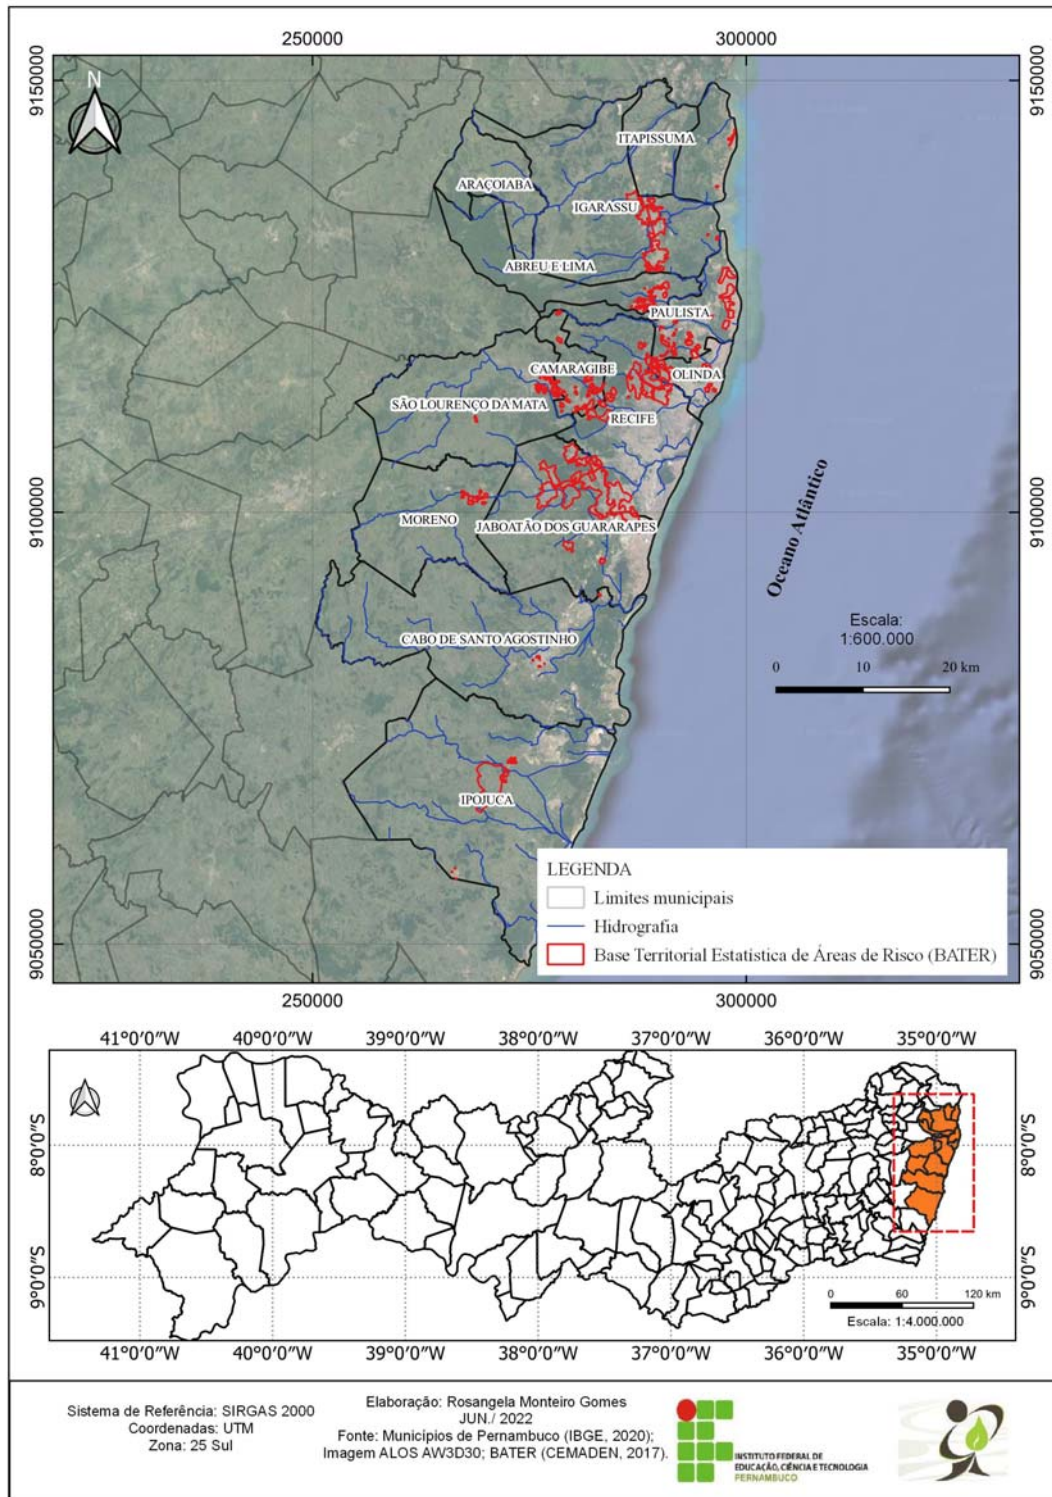 250000
300000
9150000
9150000
N
ITAPISSUMA
ARAÇOIABA
IGARASSU
ABREU E LIMA
PAULISTA
CAMARAGIBE
OLINDA
SÃO LOURENÇO DA MATA
RECIFE
9100000
9100000
MORENO
JABOATÃO DOS GUARARAPES
Oceano Atlântico
Escala:
1:600.000
CABO DE SANTO AGOSTINHO
0 10 20 km
IPOJUCA
LEGENDA
Limites municipais
Hidrografia
Base Territorial Estatística de Áreas de Risco (BATER)
9050000
9050000
250000
300000
41°0'0"W 40°0'0"W 39°0'0"W 38°0'0"W 37°0'0"W 36°0'0"W 35°0'0"W
8°0'0"S
8°0'0"S
9°0'0"S
9°0'0"S
0 60 120 km
Escala: 1:4.000.000
41°0'0"W 40°0'0"W 39°0'0"W 38°0'0"W 37°0'0"W 36°0'0"W 35°0'0"W
Sistema de Referência: SIRGAS 2000
Coordenadas: UTM
Zona: 25 Sul
Elaboração: Rosangela Monteiro Gomes
JUN./ 2022
Fonte: Municípios de Pernambuco (IBGE, 2020);
Imagem ALOS AW3D30; BATER (CEMADEN, 2017).
INSTITUTO FEDERAL DE
EDUCAÇÃO, CIÊNCIA E TECNOLOGIA
PERNAMBUCO